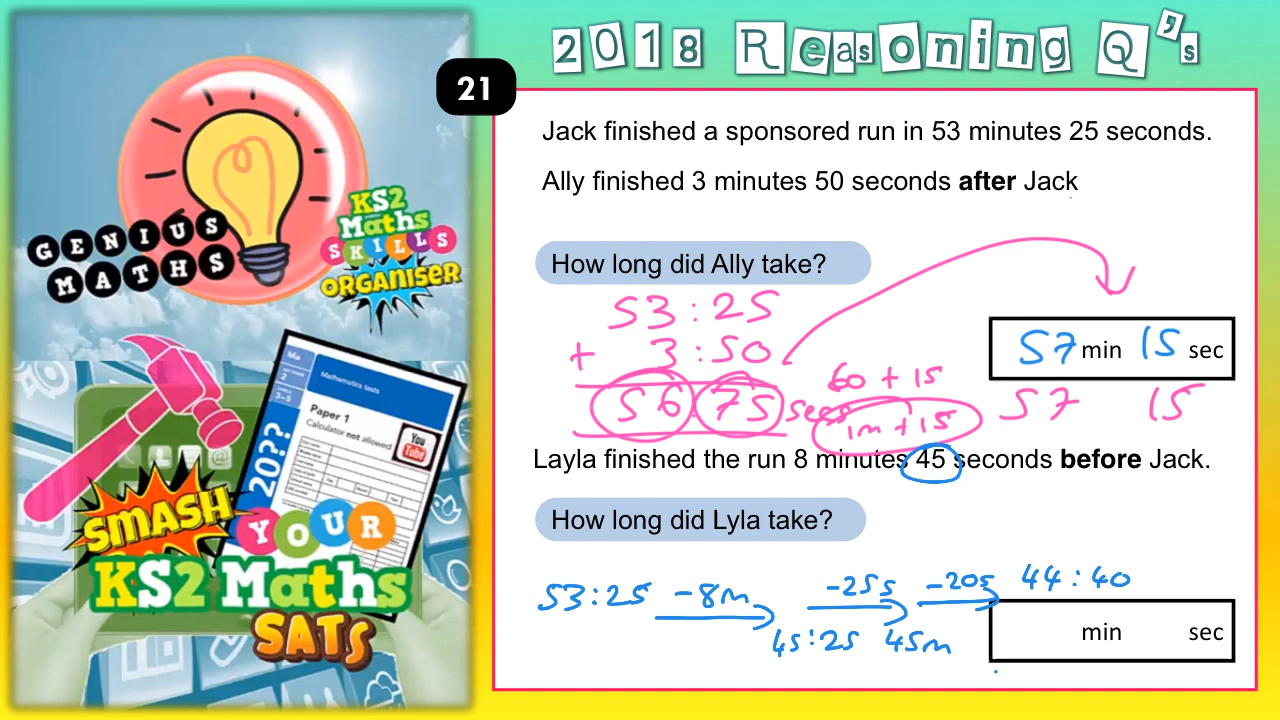 2018 Reasoning Q's
21
Jack finished a sponsored run in 53 minutes 25 seconds.
Ally finished 3 minutes 50 seconds after Jack
How long did Ally take?
53:25
+ 3:50
56 75 secs
60 + 15
1m + 15
57 min 15 sec
57 15
Layla finished the run 8 minutes 45 seconds before Jack.
How long did Lyla take?
53:25 -8m 45:25 -25s 45m -20s 44:40
min sec
GENIUS
MATHS
KS2
Maths
SKILLS
ORGANISER
Ma
Mathematics tests
Paper 1
Calculator not allowed
You
Tube
20??
SMASH
YOUR
KS2 Maths
SATs